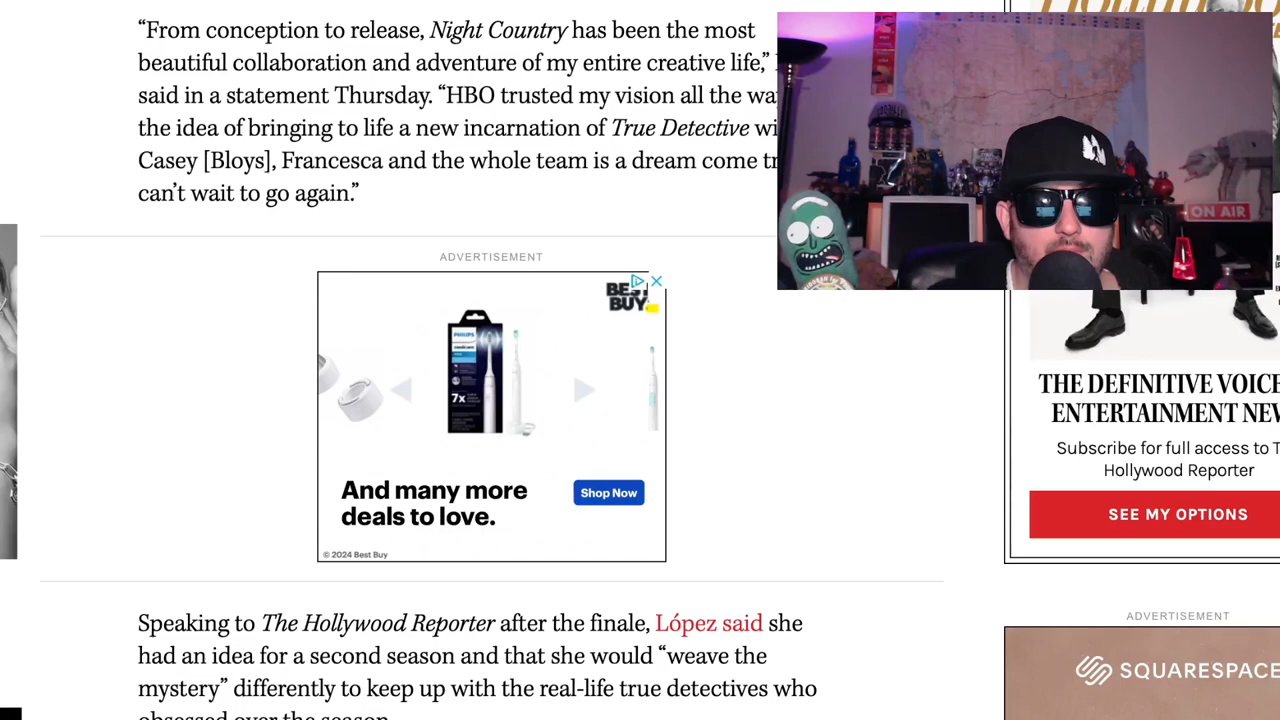 “From conception to release, Night Country has been the most
beautiful collaboration and adventure of my entire creative life,”
said in a statement Thursday. “HBO trusted my vision all the
the idea of bringing to life a new incarnation of True Detective
Casey [Bloys], Francesca and the whole team is a dream come
can’t wait to go again.”
ON AIR
ADVERTISEMENT
BEST
BUY
PHILIPS
sonicare
7x
And many more
deals to love.
Shop Now
© 2024 Best Buy
THE DEFINITIVE VOICE
ENTERTAINMENT
Subscribe for full access to
Hollywood Reporter
SEE MY OPTIONS
ADVERTISEMENT
SQUARESPACE
Speaking to The Hollywood Reporter after the finale, López said she
had an idea for a second season and that she would “weave the
mystery” differently to keep up with the real-life true detectives who
obsessed over the season.